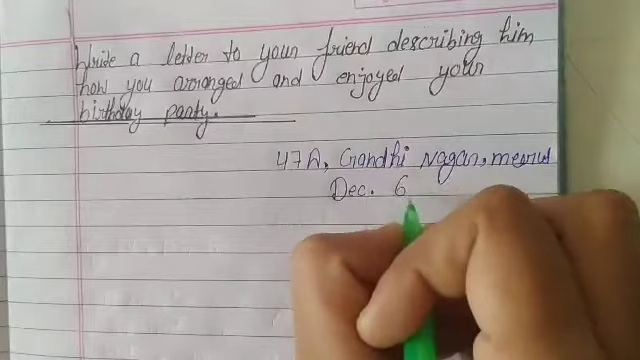 Write a letter to your friend describing him
how you arranged and enjoyed your
birthday party.
47A, Gandhi Nagar, meerut
Dec. 6